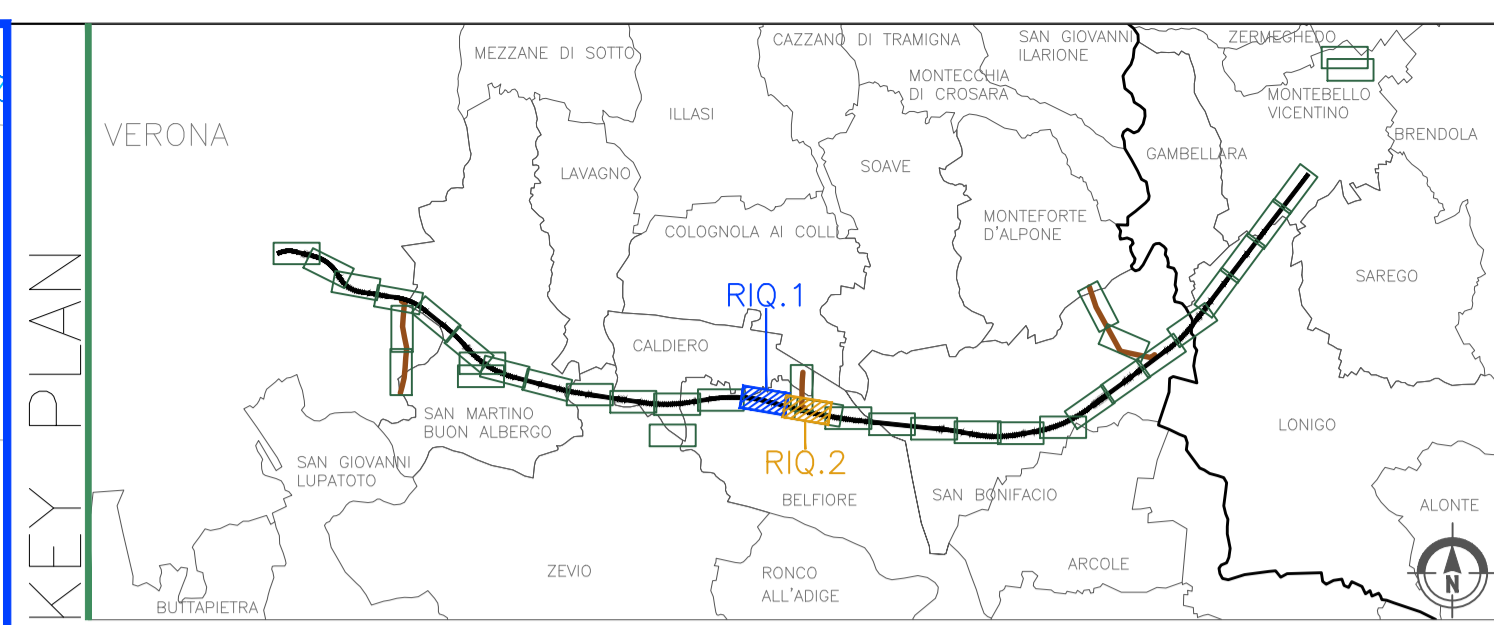 KEY PLAN
VERONA
MEZZANE DI SOTTO
CAZZANO DI TRAMIGNA
SAN GIOVANNI
ILARIONE
ZERMEGHEDO
MONTECCHIA
DI CROSARA
MONTEBELLO
VICENTINO
ILLASI
BRENDOLA
LAVAGNO
SOAVE
GAMBELLARA
COLOGNOLA AI COLLI
MONTEFORTE
D'ALPONE
SAREGO
RIQ.1
CALDIERO
SAN MARTINO
BUON ALBERGO
LONIGO
RIQ.2
SAN GIOVANNI
LUPATOTO
BELFIORE
SAN BONIFACIO
ALONTE
ZEVIO
RONCO
ALL'ADIGE
ARCOLE
N
BUTTAPIETRA